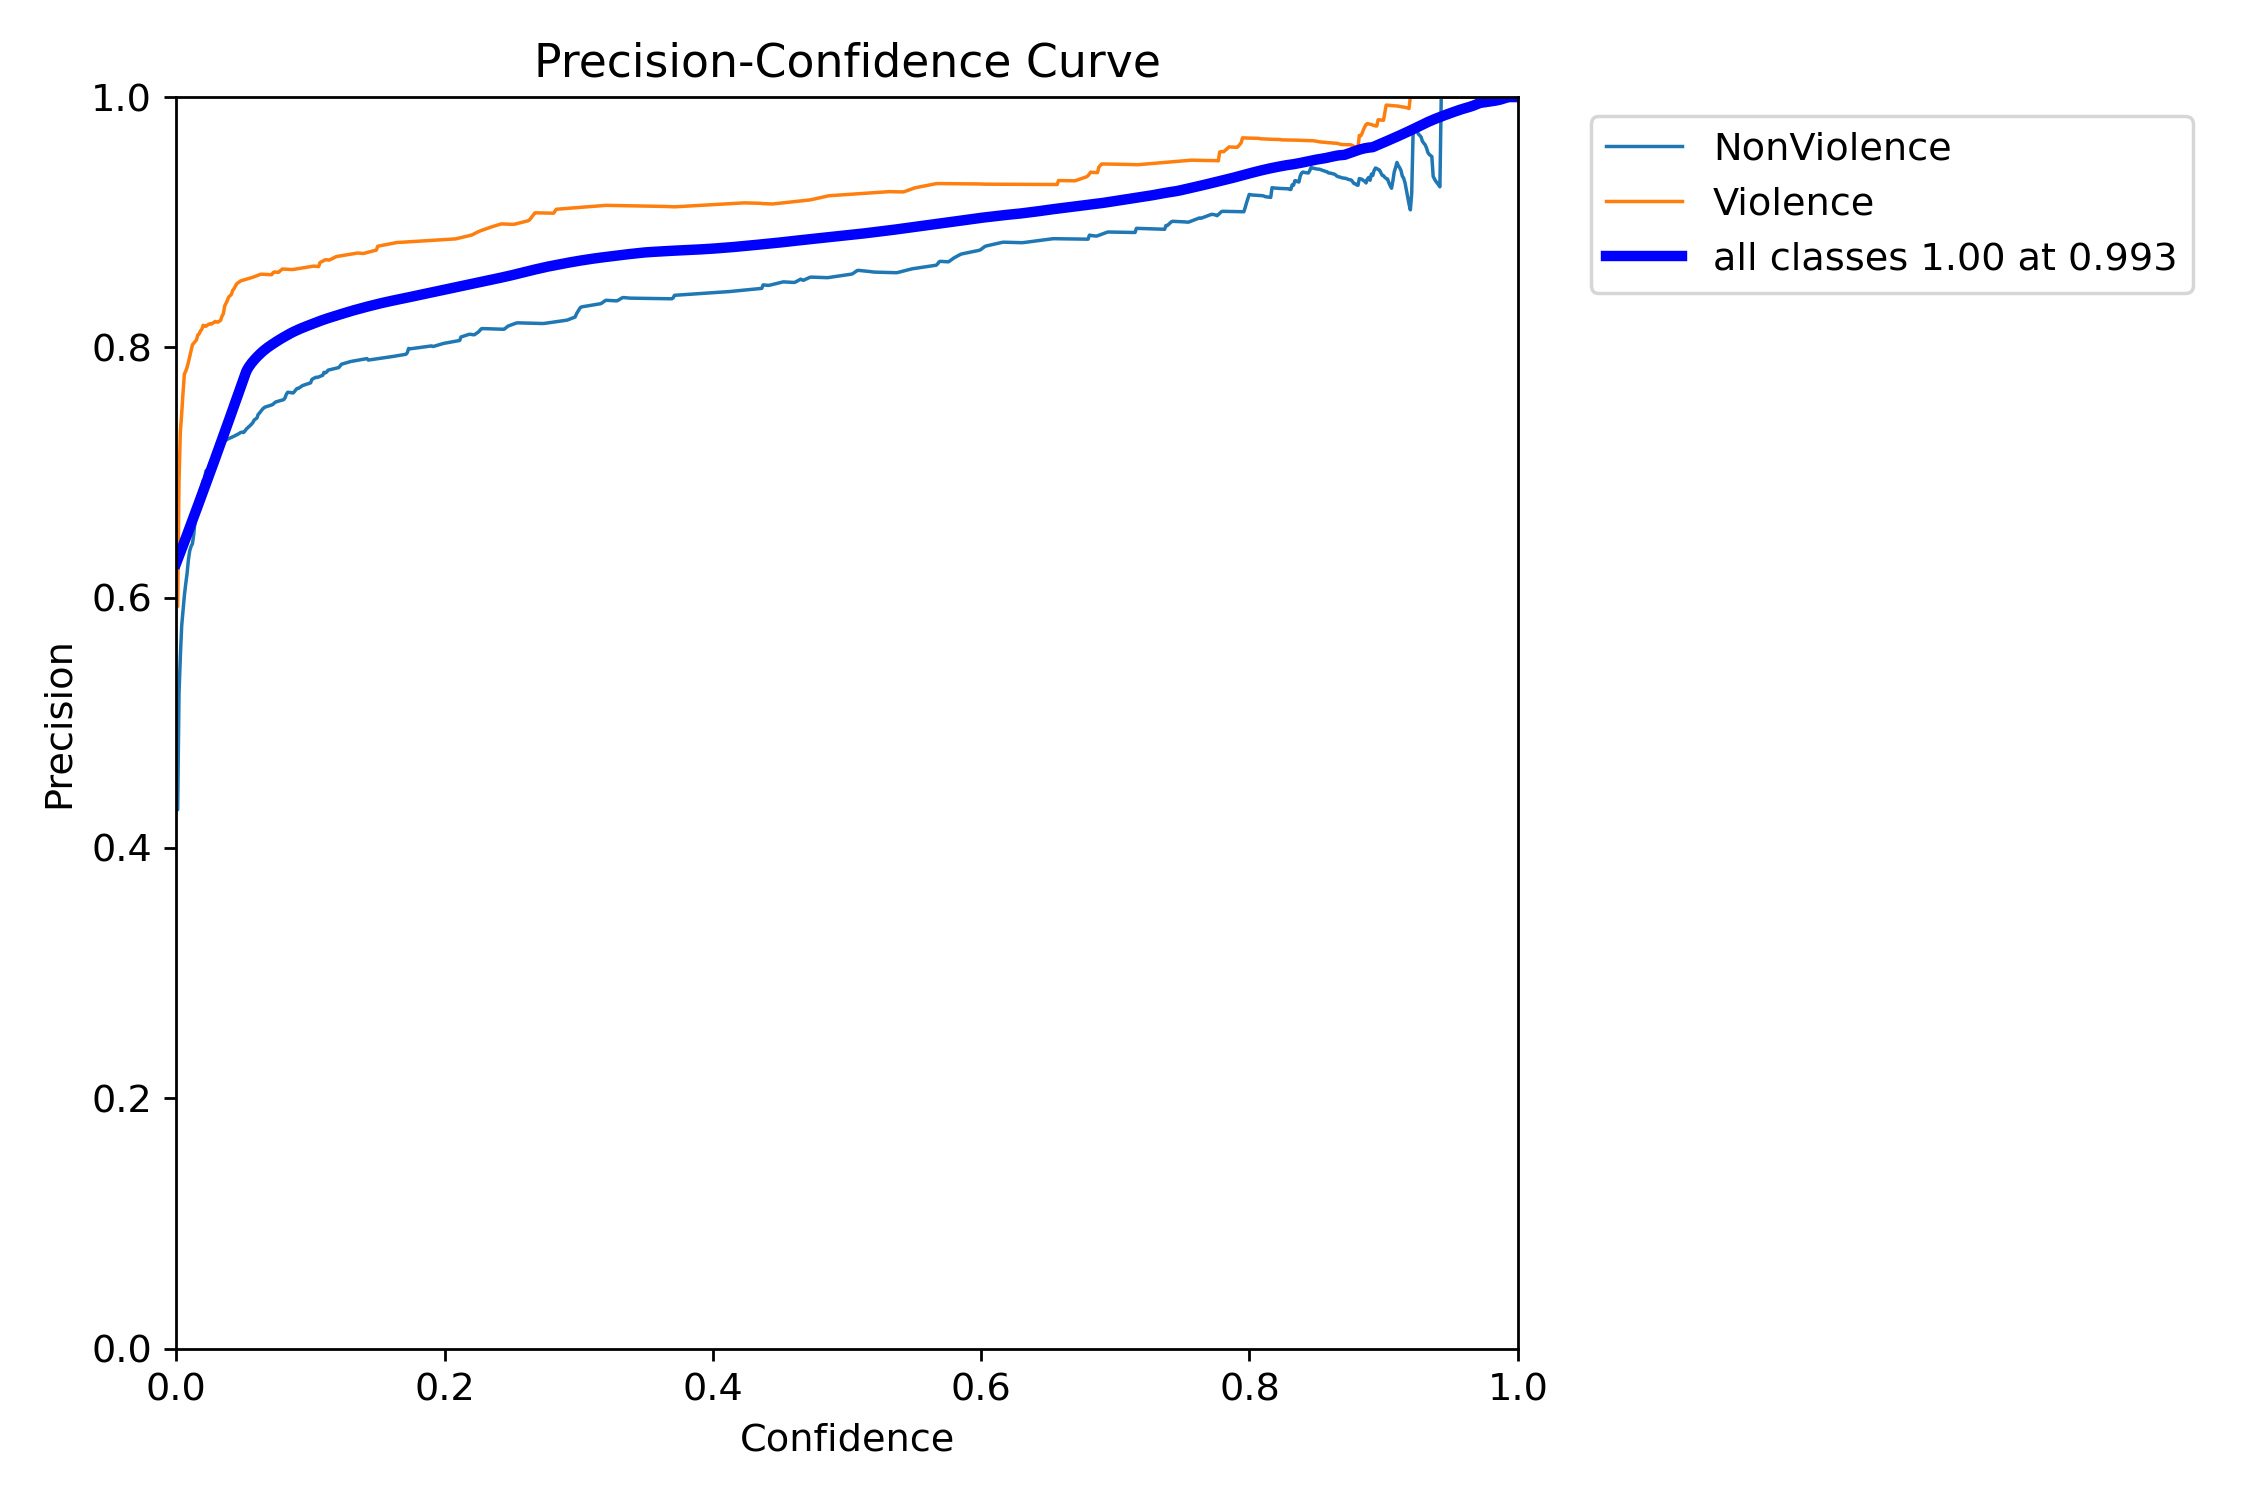 Precision-Confidence Curve
1.0
0.8
0.6
0.4
0.2
0.0
Precision
0.0 0.2 0.4 0.6 0.8 1.0
Confidence
NonViolence
Violence
all classes 1.00 at 0.993